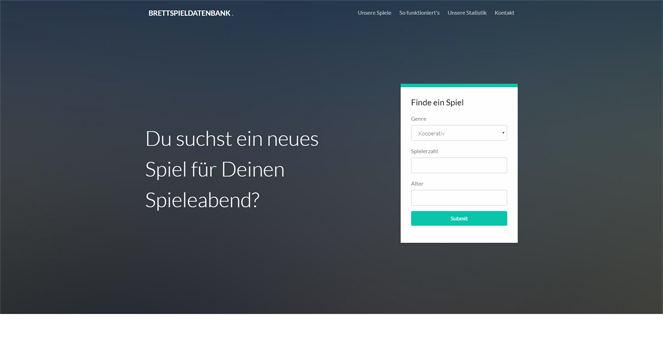 BRETTSPIELDATENBANK .
Unsere Spiele So funktioniert's Unsere Statistik Kontakt
Du suchst ein neues
Spiel für Deinen
Spieleabend?
Finde ein Spiel
Genre
Kooperativ
Spielerzahl
Alter
Submit